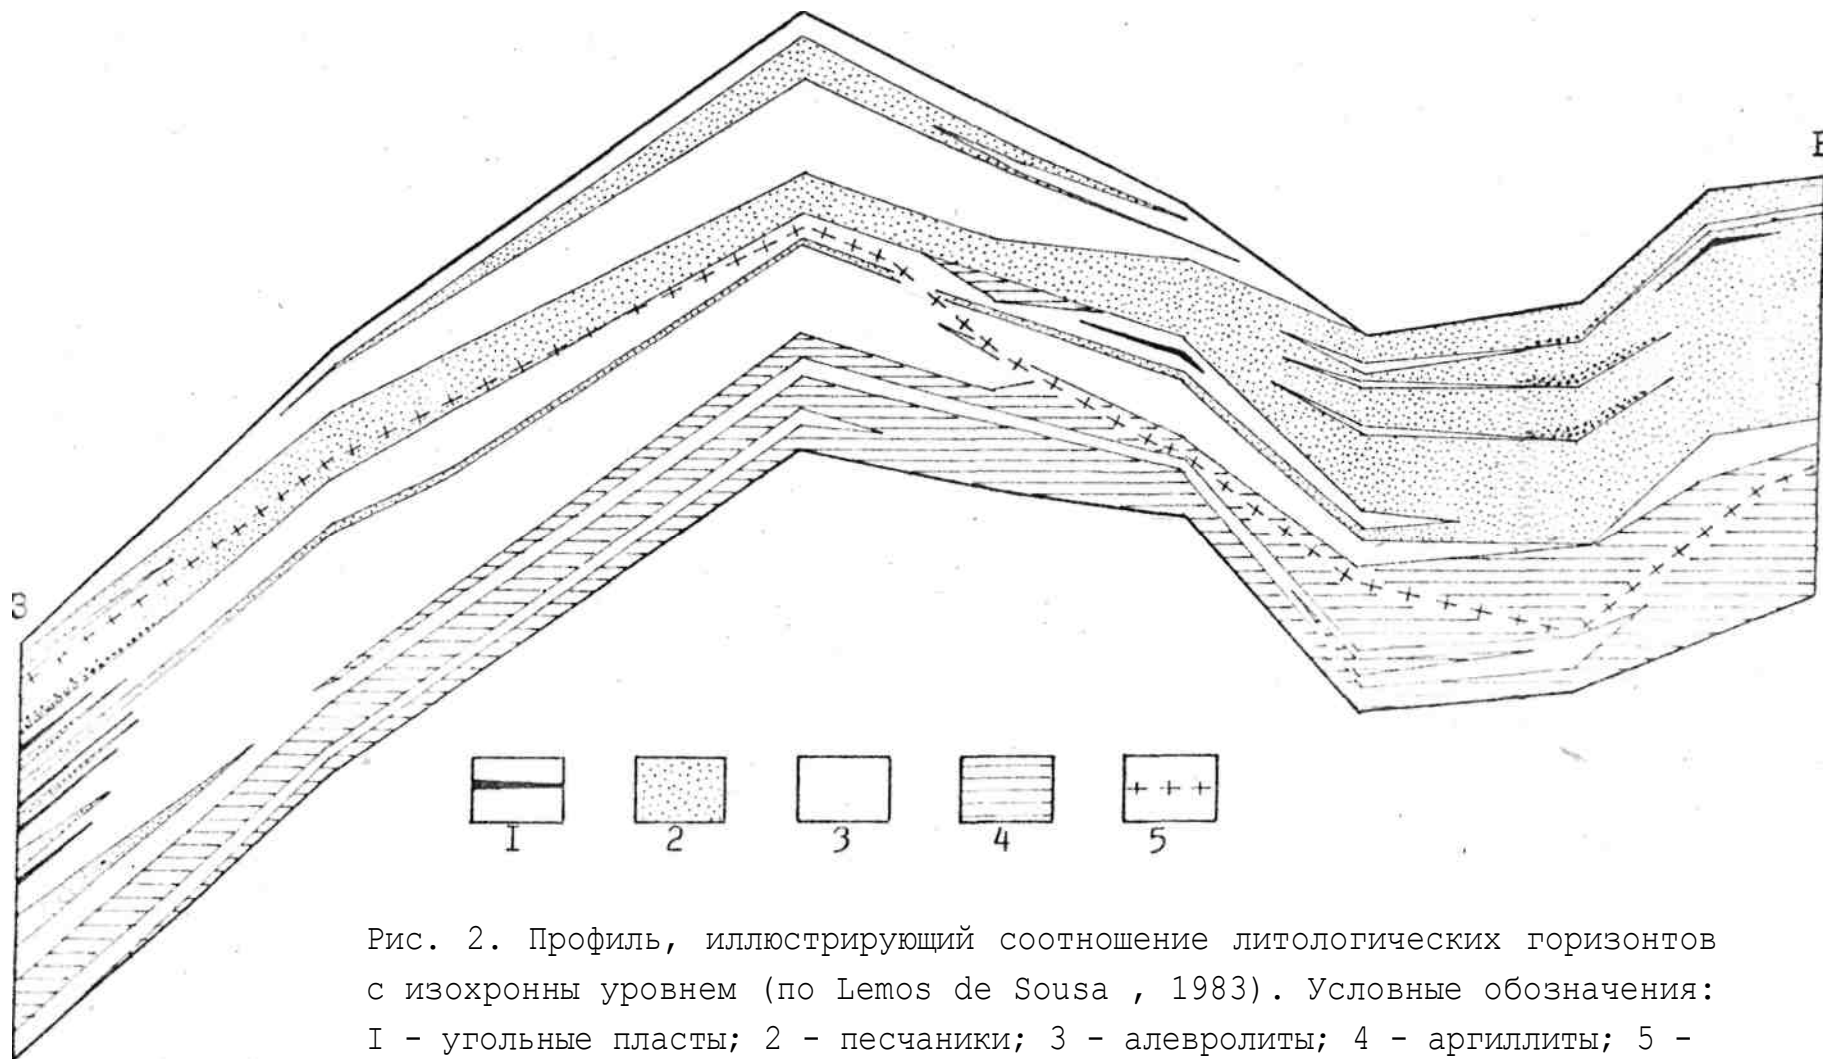 З
В
I 2 3 4 5
Рис. 2. Профиль, иллюстрирующий соотношение литологических горизонтов
с изохронны уровнем (по Lemos de Sousa , 1983). Условные обозначения:
I - угольные пласты; 2 - песчаники; 3 - алевролиты; 4 - аргиллиты; 5 -